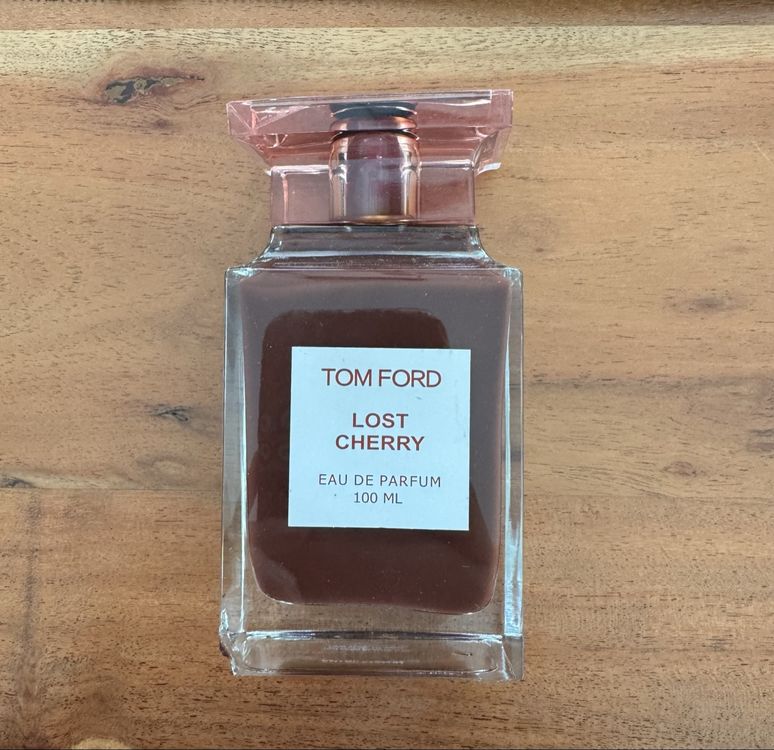 TOM FORD
LOST
CHERRY
EAU DE PARFUM
100 ML